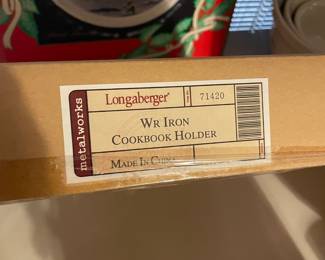 metalworks
Longaberger® 71420
WR IRON
COOKBOOK HOLDER
MADE IN CHINA